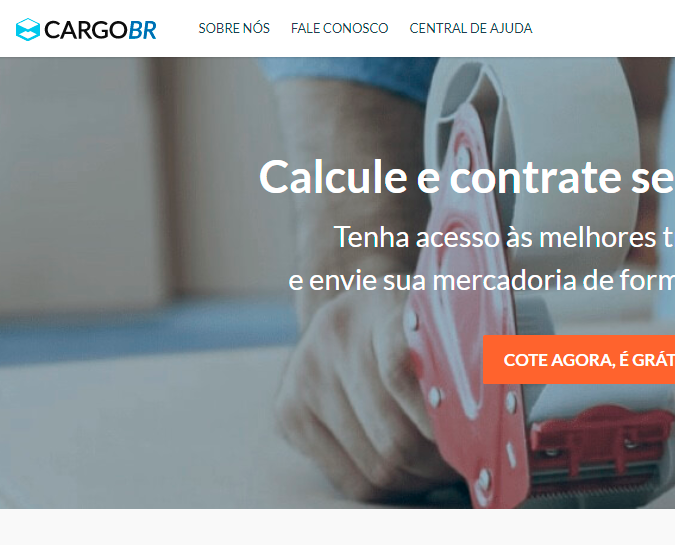 CARGOBR
SOBRE NÓS FALE CONOSCO CENTRAL DE AJUDA
Calcule e contrate se
Tenha acesso às melhores t
e envie sua mercadoria de form
COTE AGORA, É GRÁT